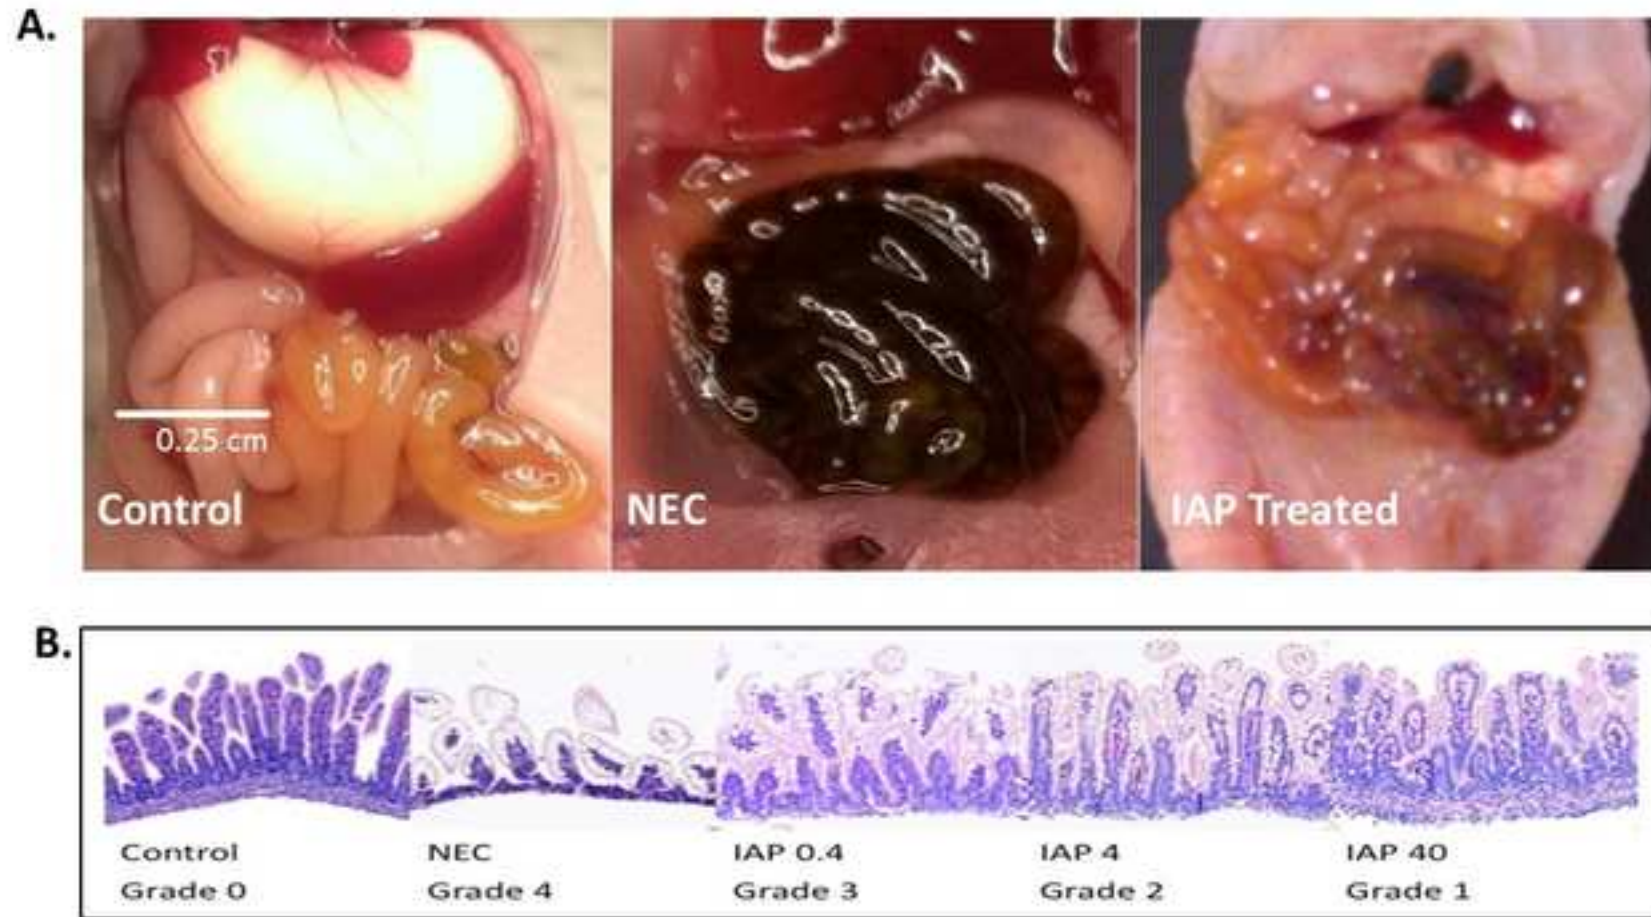 A.
0.25 cm
Control
NEC
IAP Treated
B.
Control
NEC
IAP 0.4
IAP 4
IAP 40
Grade 0
Grade 4
Grade 3
Grade 2
Grade 1